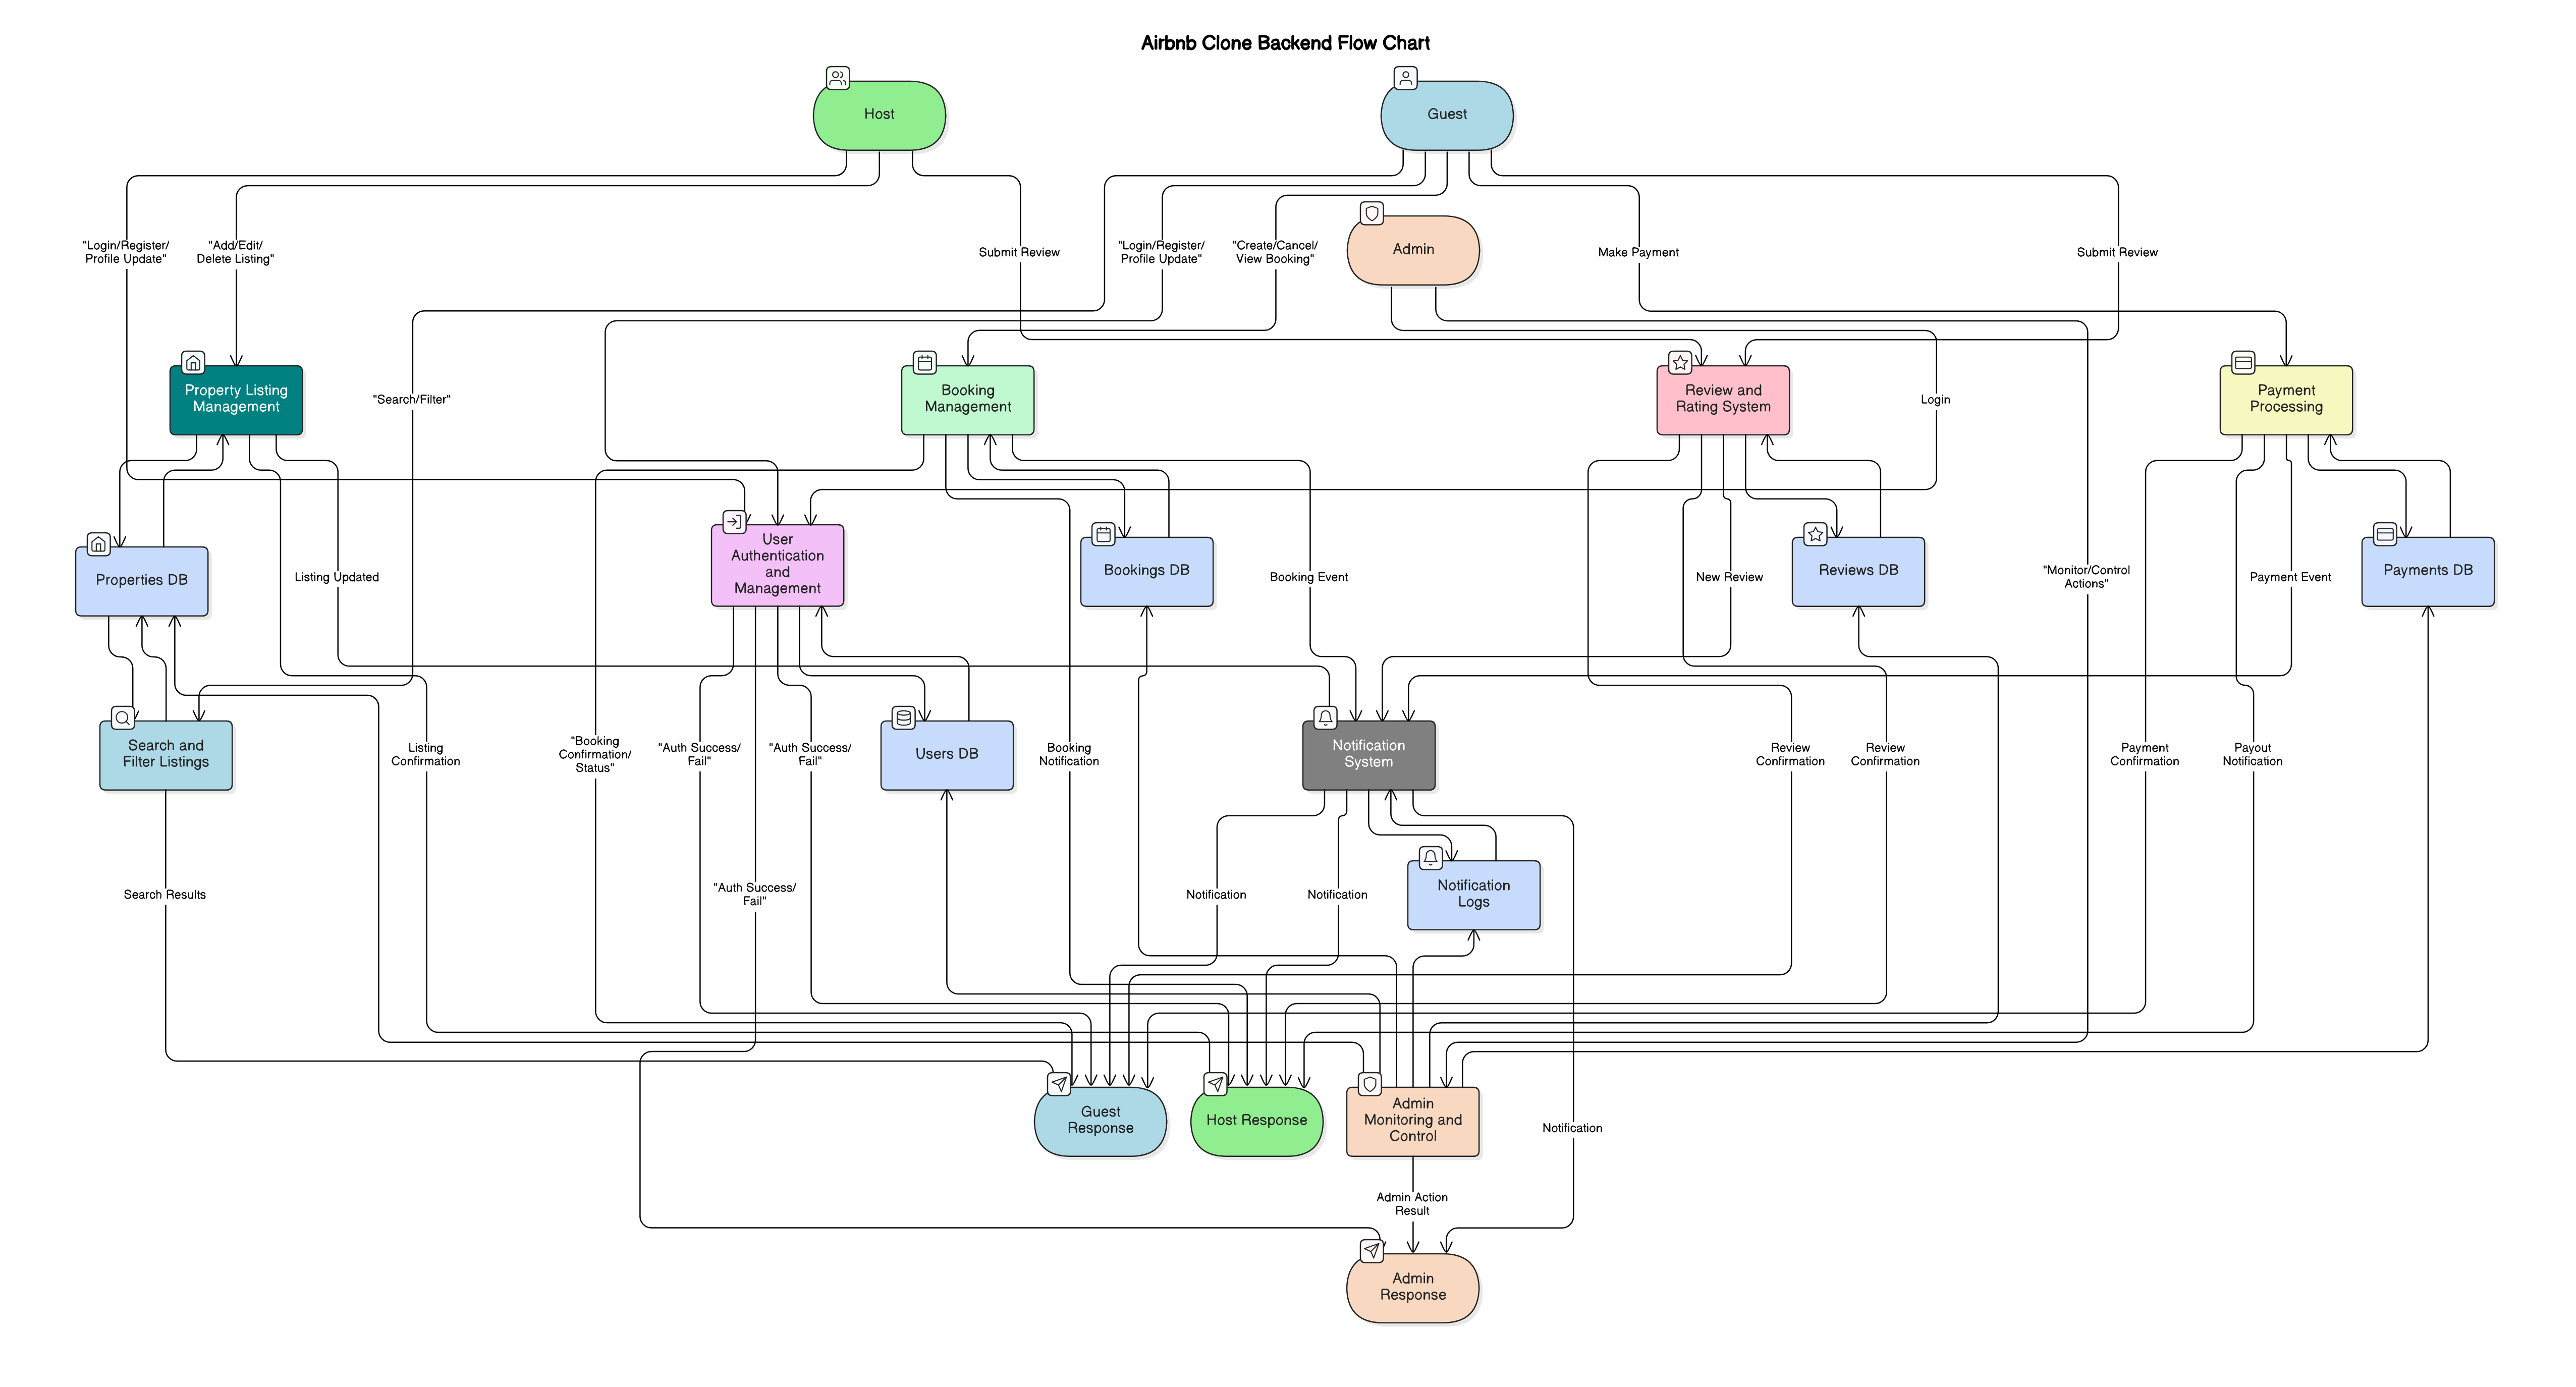 Airbnb Clone Backend Flow Chart
Host
Guest
Admin
"Login/Register/
Profile Update"
"Add/Edit/
Delete Listing"
Submit Review
"Login/Register/
Profile Update"
"Create/Cancel/
View Booking"
Make Payment
Submit Review
Property Listing
Management
"Search/Filter"
Booking
Management
Review and
Rating System
Login
Payment
Processing
Properties DB
Listing Updated
User
Authentication
and
Management
Bookings DB
Booking Event
New Review
Reviews DB
"Monitor/Control
Actions"
Payment Event
Payments DB
Search and
Filter Listings
Listing
Confirmation
"Booking
Confirmation/
Status"
"Auth Success/
Fail"
"Auth Success/
Fail"
Users DB
Booking
Notification
Notification
System
Review
Confirmation
Review
Confirmation
Payment
Confirmation
Payout
Notification
Search Results
"Auth Success/
Fail"
Notification
Notification
Notification
Logs
Guest
Response
Host Response
Admin
Monitoring and
Control
Notification
Admin Action
Result
Admin
Response